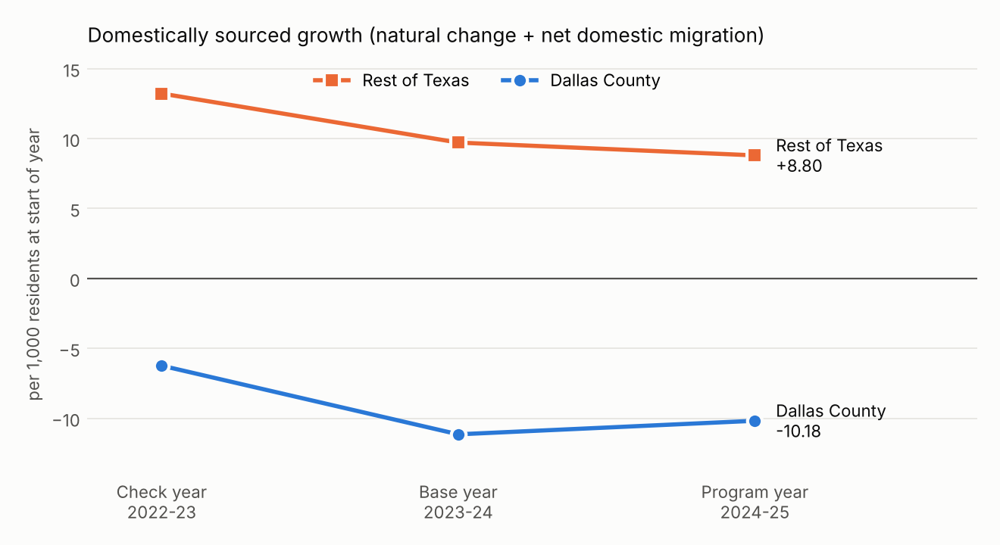 Domestically sourced growth (natural change + net domestic migration)
Rest of Texas
Dallas County
per 1,000 residents at start of year
15
10
5
0
−5
−10
Rest of Texas
+8.80
Dallas County
-10.18
Check year
2022-23
Base year
2023-24
Program year
2024-25